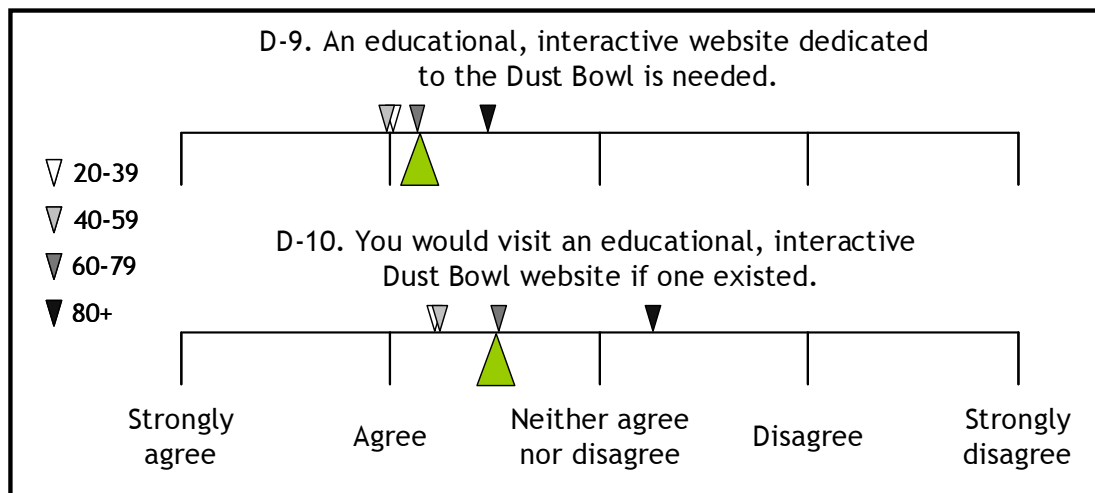 D-9. An educational, interactive website dedicated
to the Dust Bowl is needed.
20-39
40-59
60-79
80+
D-10. You would visit an educational, interactive
Dust Bowl website if one existed.
Strongly
agree
Agree
Neither agree
nor disagree
Disagree
Strongly
disagree